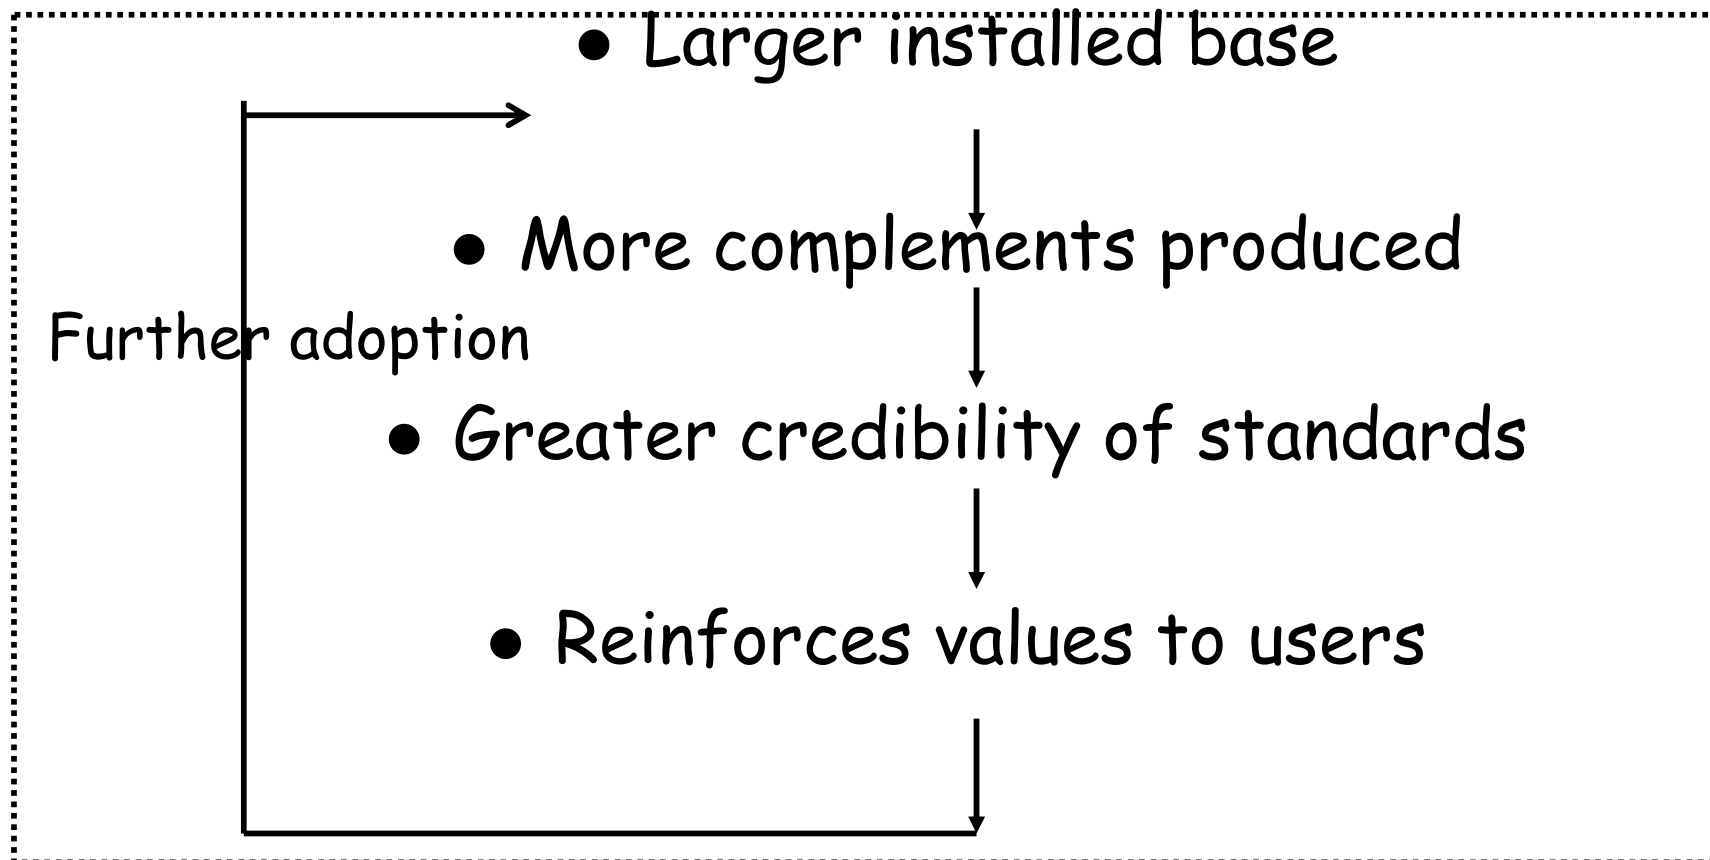 ● Larger installed base
● More complements produced
Further adoption
● Greater credibility of standards
● Reinforces values to users